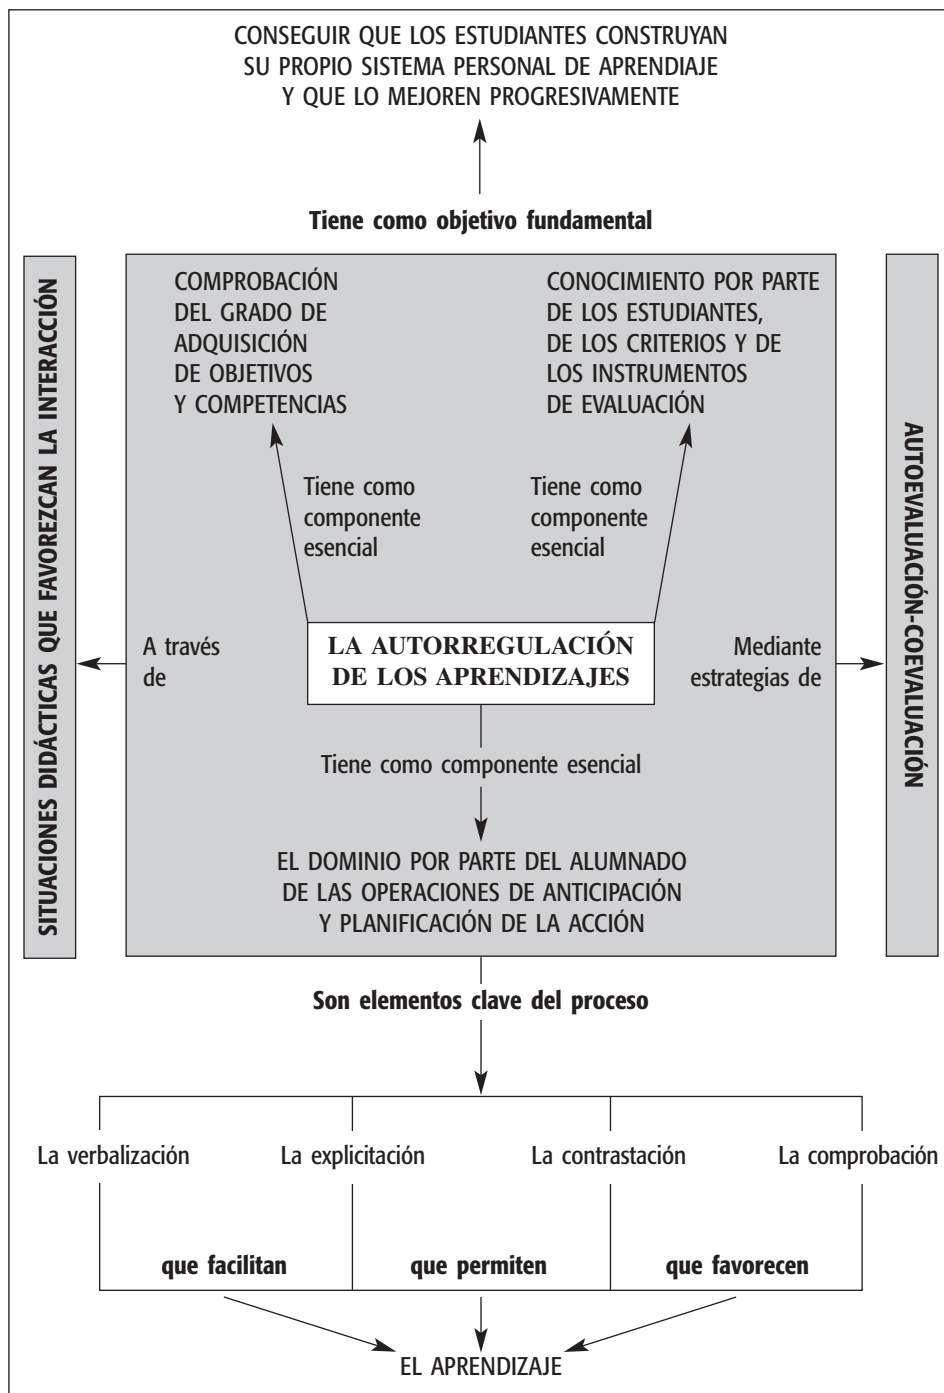 CONSEGUIR QUE LOS ESTUDIANTES CONSTRUYAN
SU PROPIO SISTEMA PERSONAL DE APRENDIAJE
Y QUE LO MEJOREN PROGRESIVAMENTE
Tiene como objetivo fundamental
SITUACIONES DIDÁCTICAS QUE FAVOREZCAN LA INTERACCIÓN
COMPROBACIÓN
DEL GRADO DE
ADQUISICIÓN
DE OBJETIVOS
Y COMPETENCIAS
CONOCIMIENTO POR PARTE
DE LOS ESTUDIANTES,
DE LOS CRITERIOS Y DE
LOS INSTRUMENTOS
DE EVALUACIÓN
AUTOEVALUACIÓN-COEVALUACIÓN
Tiene como
componente
esencial
Tiene como
componente
esencial
A través
de
LA AUTORREGULACIÓN
DE LOS APRENDIZAJES
Mediante
estrategias de
Tiene como componente esencial
EL DOMINIO POR PARTE DEL ALUMNADO
DE LAS OPERACIONES DE ANTICIPACIÓN
Y PLANIFICACIÓN DE LA ACCIÓN
Son elementos clave del proceso
La verbalización
La explicitación
La contrastación
La comprobación
que facilitan
que permiten
que favorecen
EL APRENDIZAJE